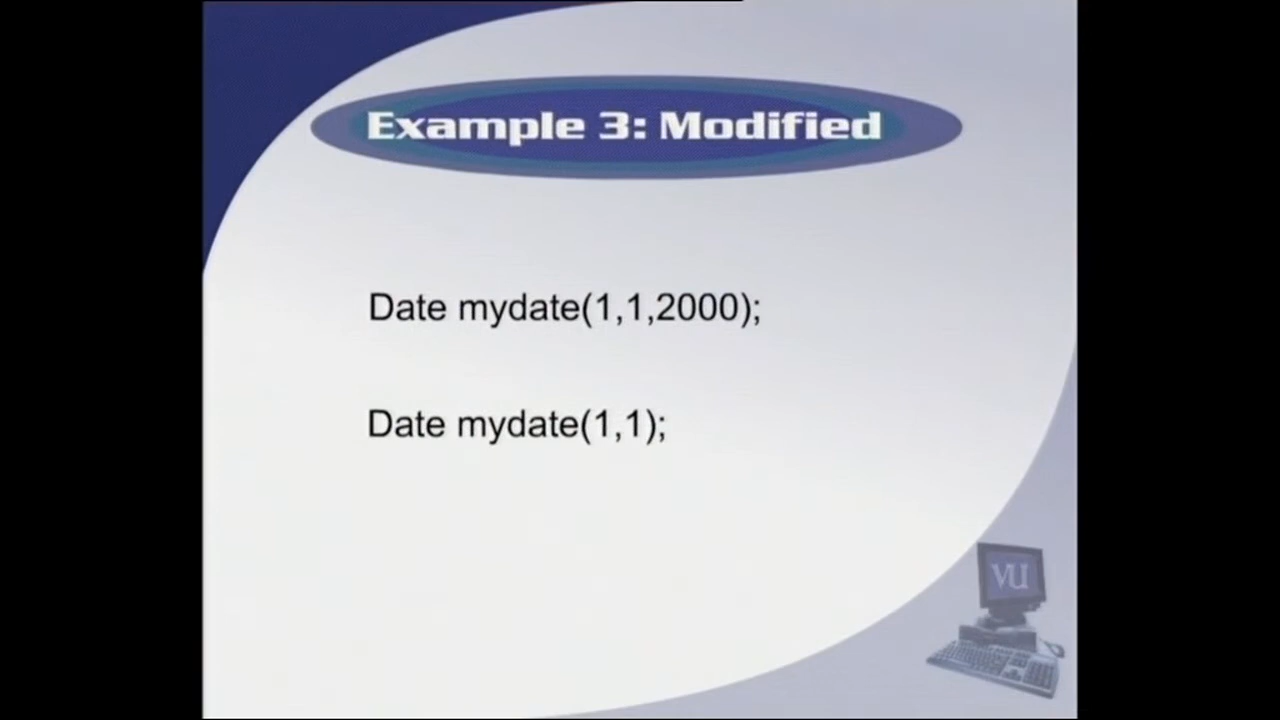 Example 3: Modified
Date mydate(1,1,2000);
Date mydate(1,1);
VU